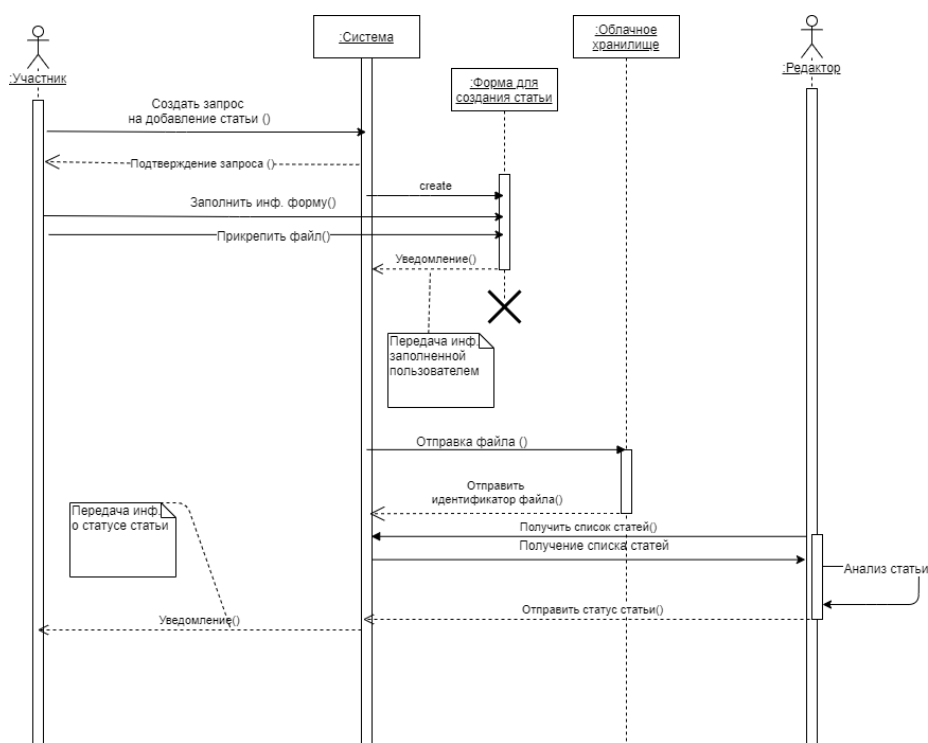 :Участник
:Система
:Облачное
хранилище
:Редактор
:Форма для
создания статьи
Создать запрос
на добавление статьи ()
Подтверждение запроса ()
create
Заполнить инф. форму()
Прикрепить файл()
Уведомление()
Передача инф.
заполненной
пользователем
Отправка файла ()
Отправить
идентификатор файла()
Передача инф.
о статусе статьи
Получить список статей()
Получение списка статей
Анализ статьи
Отправить статус статьи()
Уведомление()